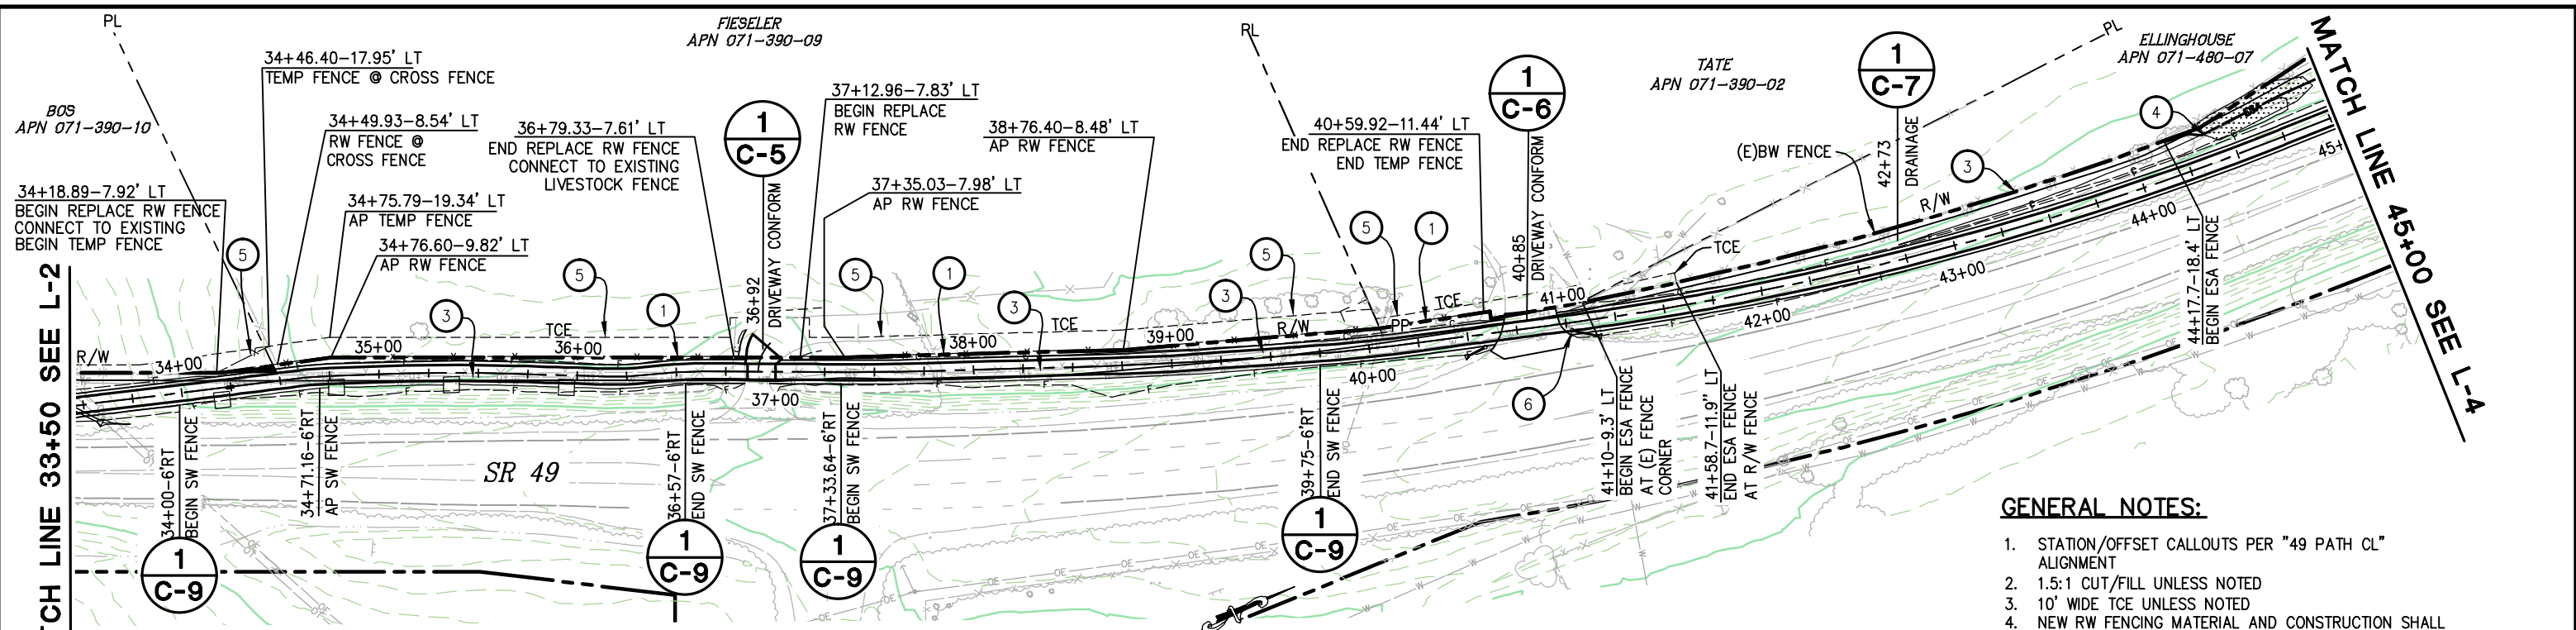 PL
FIESELER
APN 071-390-09
RL
PL
ELLINGHOUSE
APN 071-480-07
TATE
APN 071-390-02
BOS
APN 071-390-10
34+46.40-17.95' LT
TEMP FENCE @ CROSS FENCE
34+49.93-8.54' LT
RW FENCE @
CROSS FENCE
36+79.33-7.61' LT
END REPLACE RW FENCE
CONNECT TO EXISTING
LIVESTOCK FENCE
1
C-5
37+12.96-7.83' LT
BEGIN REPLACE
RW FENCE
38+76.40-8.48' LT
AP RW FENCE
40+59.92-11.44' LT
END REPLACE RW FENCE
END TEMP FENCE
1
C-6
1
C-7
4
(E)BW FENCE
3
42+73
DRAINAGE
34+18.89-7.92' LT
BEGIN REPLACE RW FENCE
CONNECT TO EXISTING
BEGIN TEMP FENCE
34+75.79-19.34' LT
AP TEMP FENCE
34+76.60-9.82' LT
AP RW FENCE
37+35.03-7.98' LT
AP RW FENCE
36+92
DRIVEWAY CONFORM
40+85
DRIVEWAY CONFORM
5
5
5
5
5
1
1
1
3
3
3
6
R/W
34+00
35+00
TCE
36+00
37+00
38+00
TCE
39+00
R/W
PP
TCE
40+00
41+00
TCE
R/W
42+00
43+00
44+00
45+
ESA
MATCH LINE 33+50 SEE L-2
MATCH LINE 45+00 SEE L-4
34+00-6'RT
BEGIN SW FENCE
1
C-9
34+71.16-6'RT
AP SW FENCE
SR 49
36+57-6'RT
END SW FENCE
1
C-9
37+33.64-6'RT
BEGIN SW FENCE
1
C-9
39+75-6'RT
END SW FENCE
1
C-9
41+10-9.3' LT
BEGIN ESA FENCE
AT (E) FENCE
CORNER
41+58.7-11.9" LT
END ESA FENCE
AT R/W FENCE
44+17.7-18.4' LT
BEGIN ESA FENCE
GENERAL NOTES:
1. STATION/OFFSET CALLOUTS PER "49 PATH CL"
ALIGNMENT
2. 1.5:1 CUT/FILL UNLESS NOTED
3. 10' WIDE TCE UNLESS NOTED
4. NEW RW FENCING MATERIAL AND CONSTRUCTION SHALL